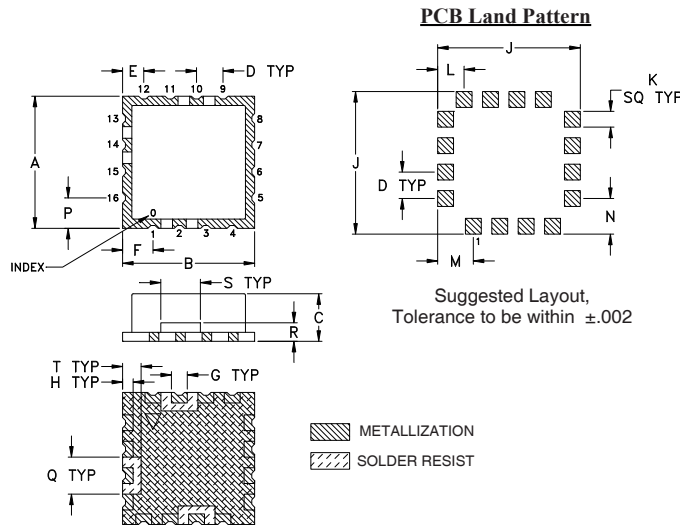 PCB Land Pattern
E
D TYP
12 11 10 9
13
14
15
16
8
7
6
5
A
P
0
1 2 3 4
F
B
INDEX
J
L
K
SQ TYP
J
D TYP
N
1
M
S TYP
C
R
Suggested Layout,
Tolerance to be within ±.002
T TYP
H TYP
G TYP
Q TYP
METALLIZATION
SOLDER RESIST